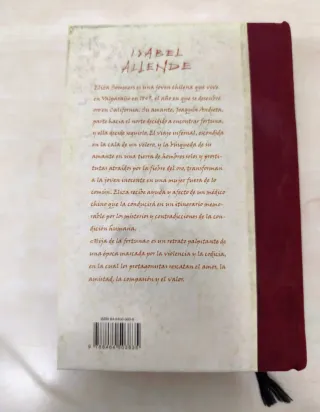 ISABEL
ALLENDE
Eliza Sommers es una joven chilena que vive
en Valparaíso en 1849, el año en que se descubre
oro en California. Su amante, Joaquín Andieta,
parte hacia el norte decidido a encontrar fortuna,
y ella decide seguirlo. El viaje infernal, escondida
en la cala de un velero, y la búsqueda de su
amante en una tierra de hombres solos y prosti-
tutas atraídos por la fiebre del oro, transforman
a la joven inocente en una mujer fuera de lo
común. Eliza recibe ayuda y afecto de un médico
chino que la conducirá en un itinerario memo-
rable por los misterios y contradicciones de la con-
dición humana.
«Hija de la fortuna» es un retrato palpitante de
una época marcada por la violencia y la codicia,
en la cual los protagonistas rescatan el amor, la
amistad, la compasión y el valor.